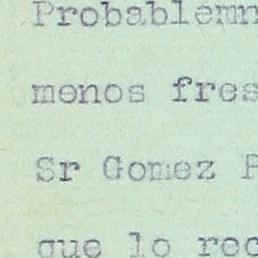 Probablemn
menos fres
Sr Gomez P
que lo rec